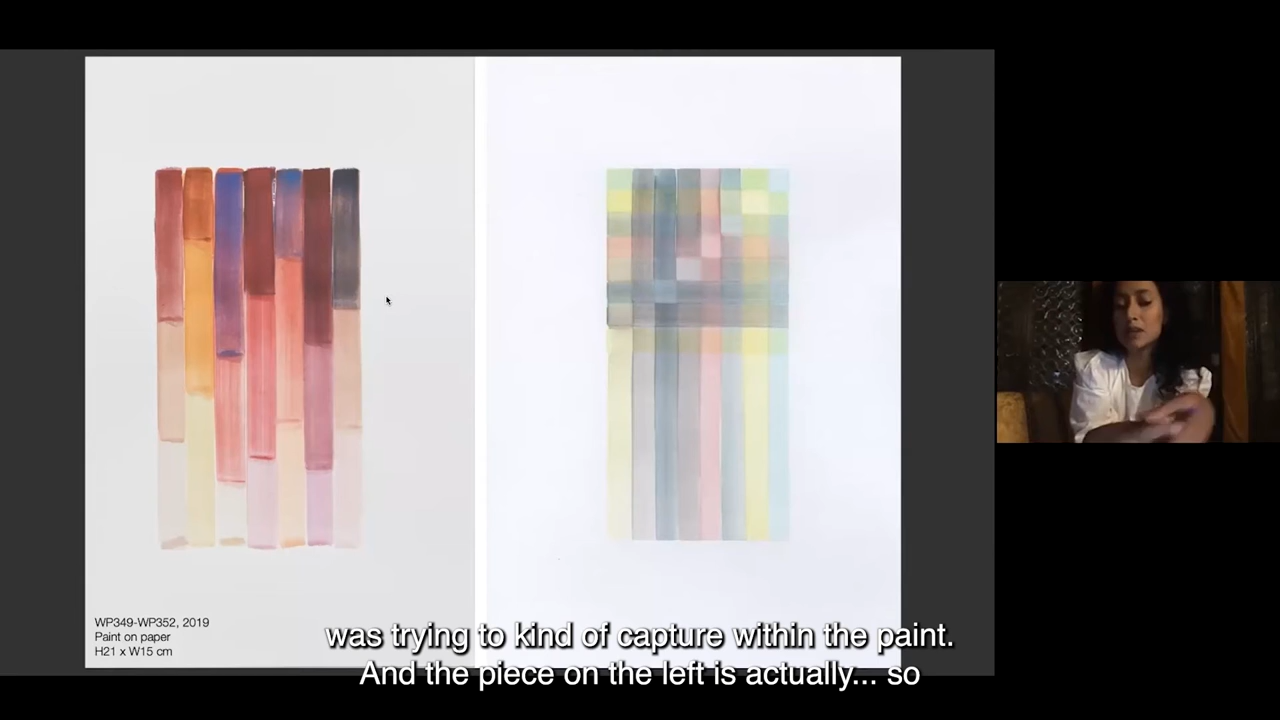 WP349-WP352, 2019
Paint on paper
H21 x W15 cm
was trying to kind of capture within the paint.
And the piece on the left is actually... so